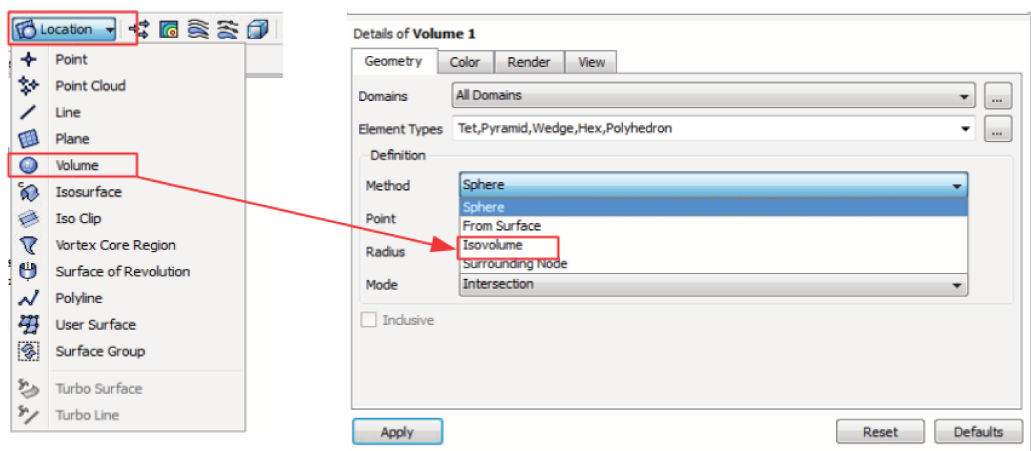 Location
Point
Point Cloud
Line
Plane
Volume
Isosurface
Iso Clip
Vortex Core Region
Surface of Revolution
Polyline
User Surface
Surface Group
Turbo Surface
Turbo Line
Details of Volume 1
Geometry Color Render View
Domains All Domains ...
Element Types Tet,Pyramid,Wedge,Hex,Polyhedron ...
Definition
Method Sphere
Sphere
Point From Surface
Radius Isovolume
Surrounding Node
Mode Intersection
Inclusive
Apply Reset Defaults